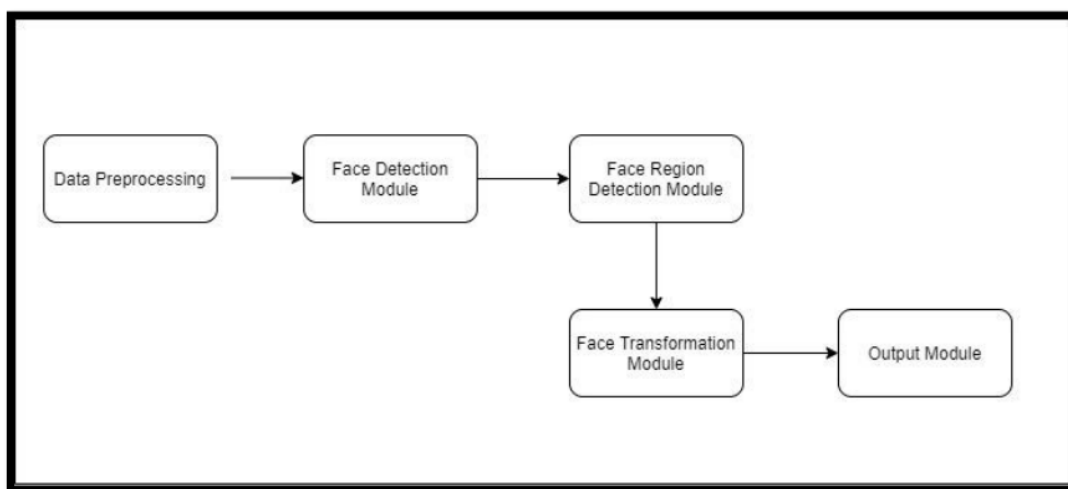 Data Preprocessing
Face Detection
Module
Face Region
Detection Module
Face Transformation
Module
Output Module